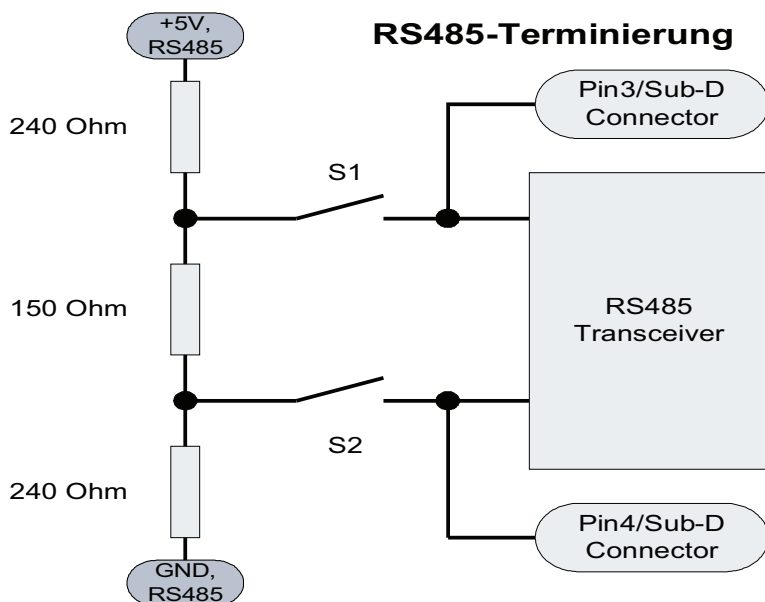 +5V,
RS485
RS485-Terminierung
Pin3/Sub-D
Connector
240 Ohm
S1
150 Ohm
RS485
Transceiver
S2
240 Ohm
Pin4/Sub-D
Connector
GND,
RS485